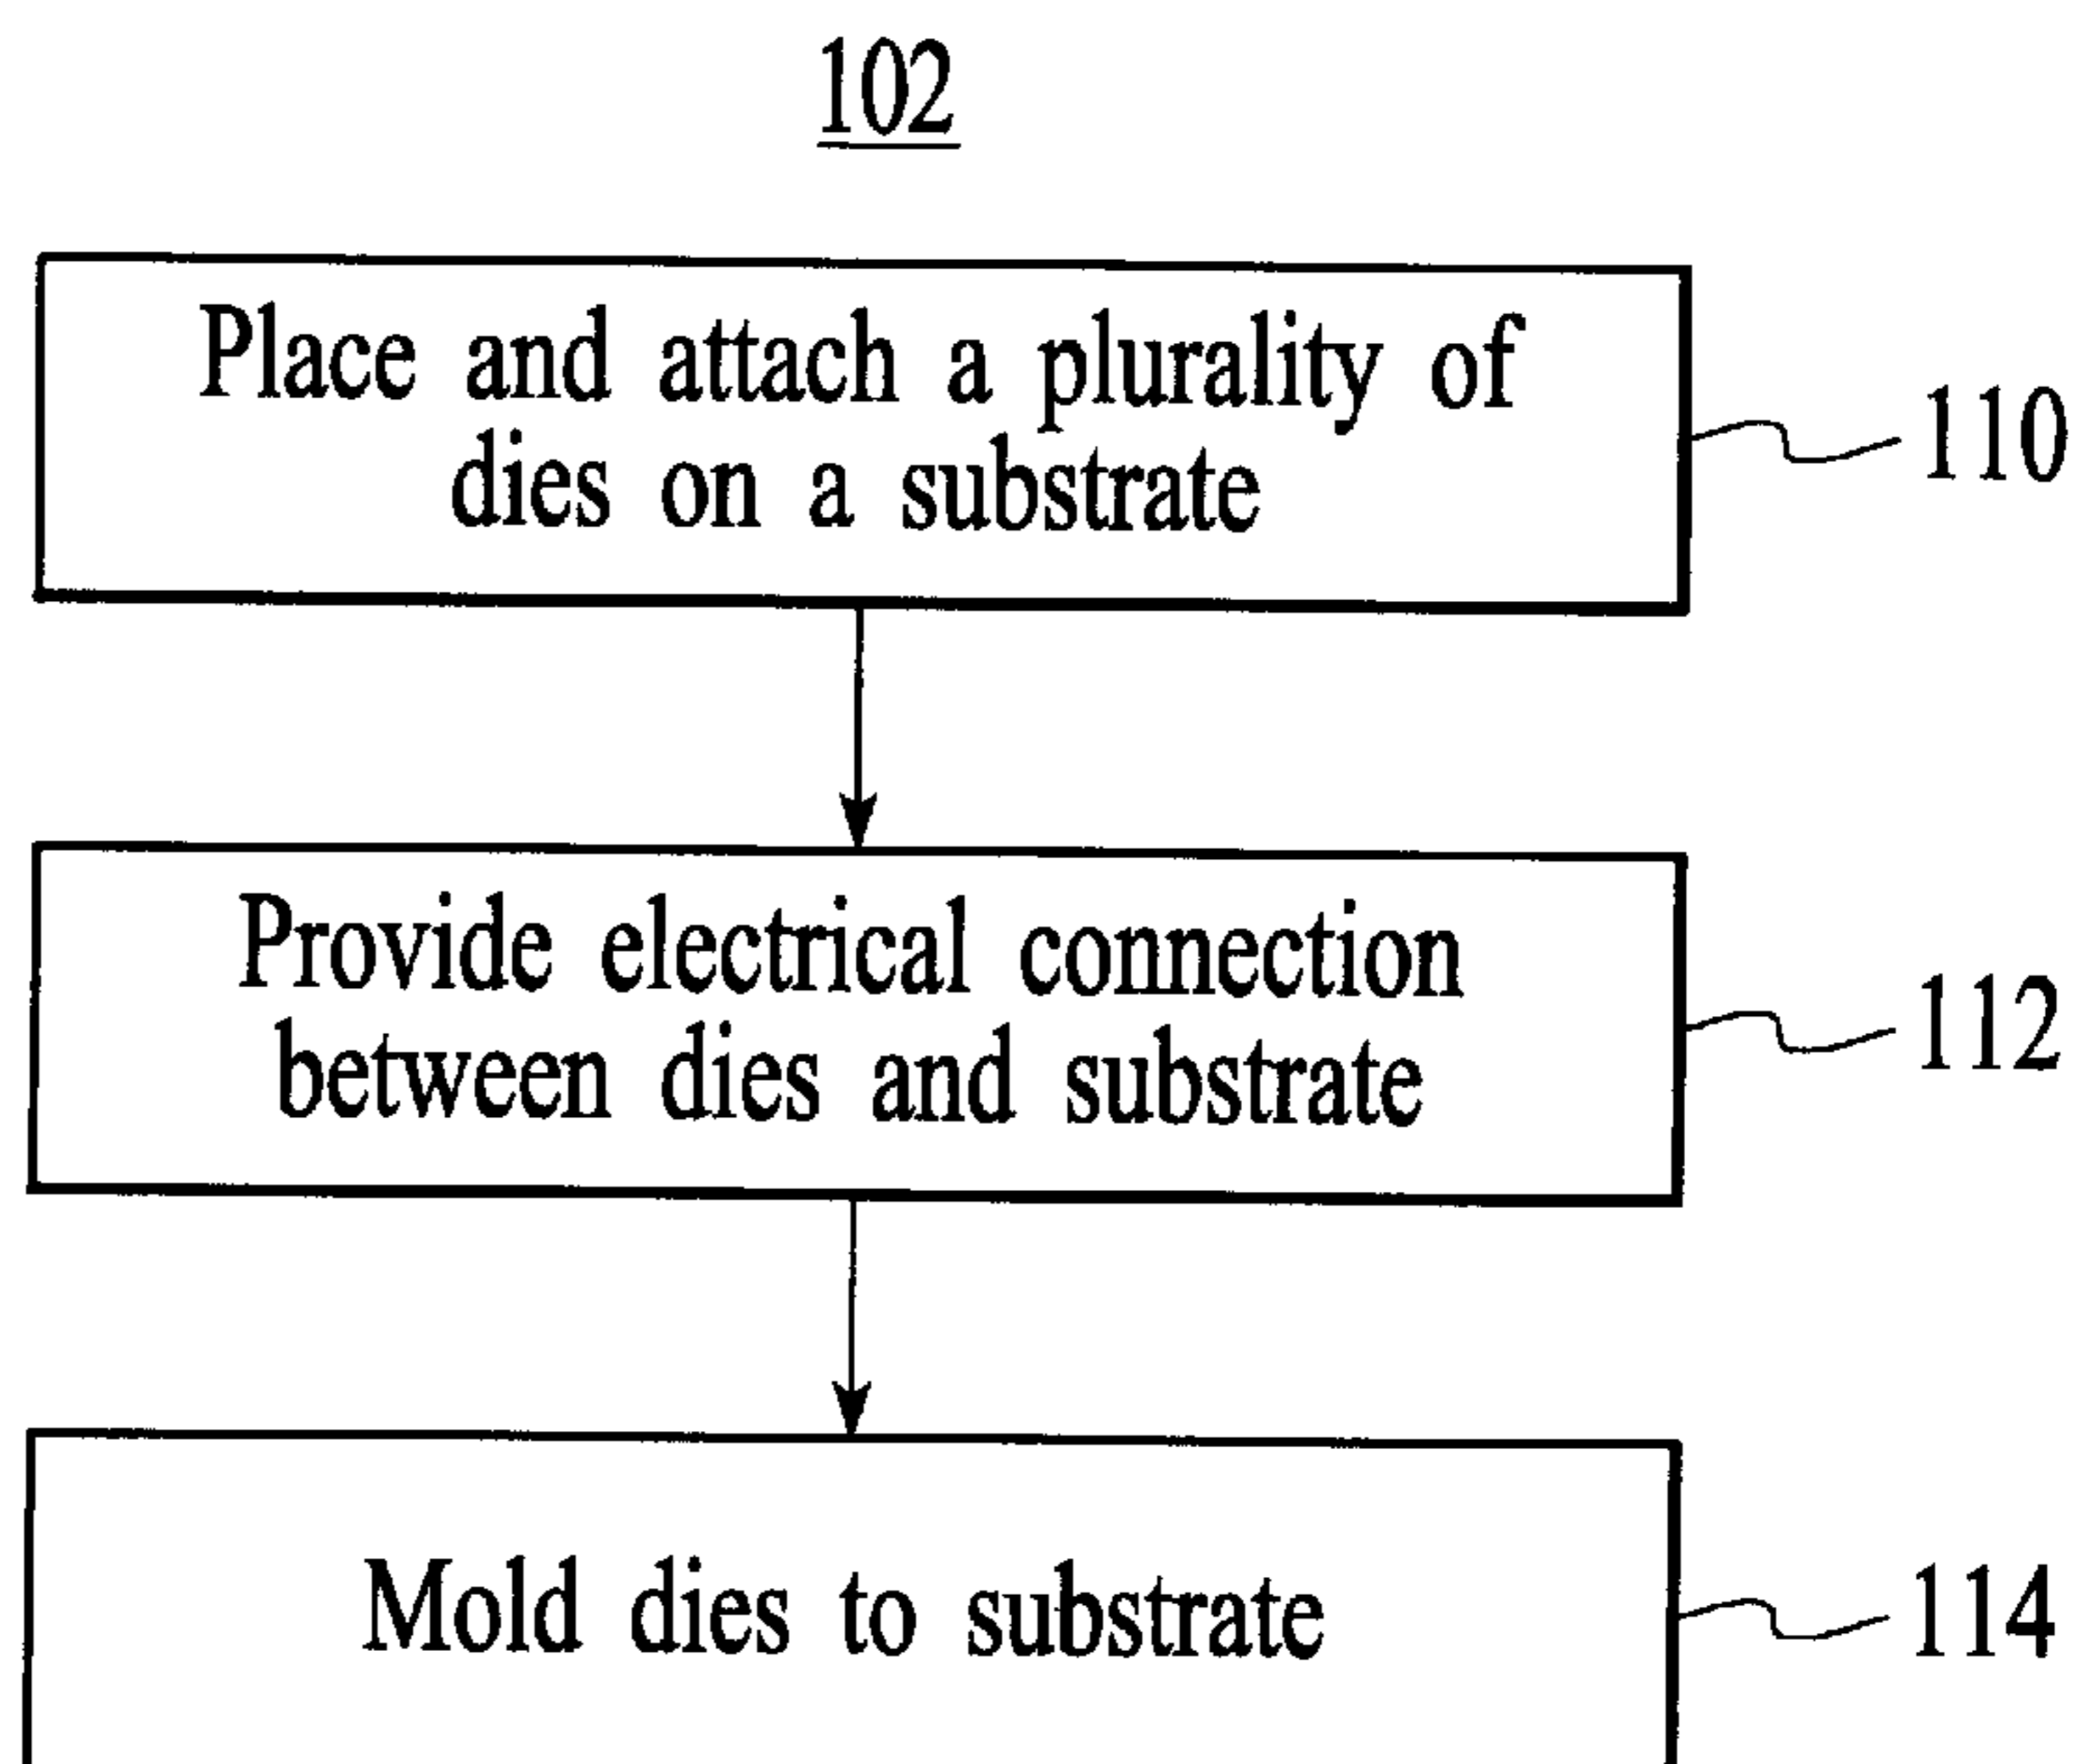 102
Place and attach a plurality of
dies on a substrate
110
Provide electrical connection
between dies and substrate
112
Mold dies to substrate
114